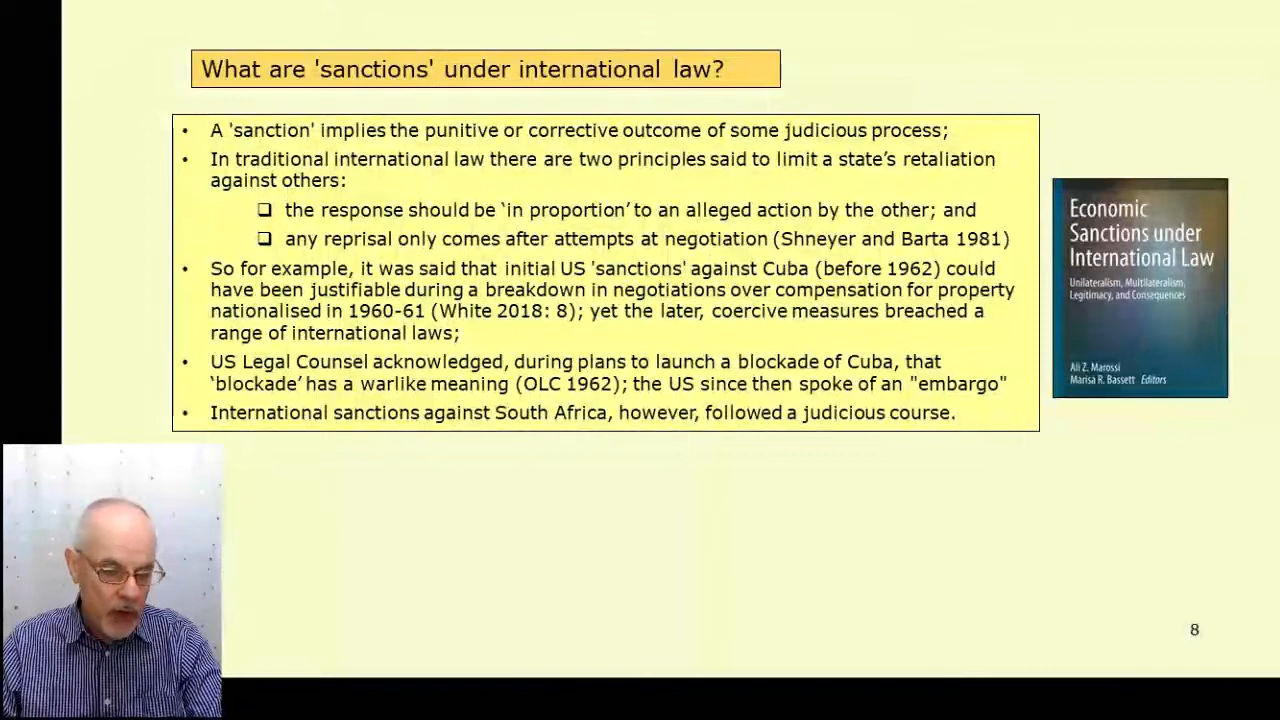 What are 'sanctions' under international law?
• A 'sanction' implies the punitive or corrective outcome of some judicious process;
• In traditional international law there are two principles said to limit a state’s retaliation
against others:
❑ the response should be ‘in proportion’ to an alleged action by the other; and
❑ any reprisal only comes after attempts at negotiation (Shneyer and Barta 1981)
• So for example, it was said that initial US 'sanctions' against Cuba (before 1962) could
have been justifiable during a breakdown in negotiations over compensation for property
nationalised in 1960-61 (White 2018: 8); yet the later, coercive measures breached a
range of international laws;
• US Legal Counsel acknowledged, during plans to launch a blockade of Cuba, that
‘blockade’ has a warlike meaning (OLC 1962); the US since then spoke of an "embargo"
• International sanctions against South Africa, however, followed a judicious course.
Economic
Sanctions under
International Law
Unilateralism, Multilateralism,
Legitimacy, and Consequences
Ali Z. Marossi
Marisa R. Bassett Editors
8